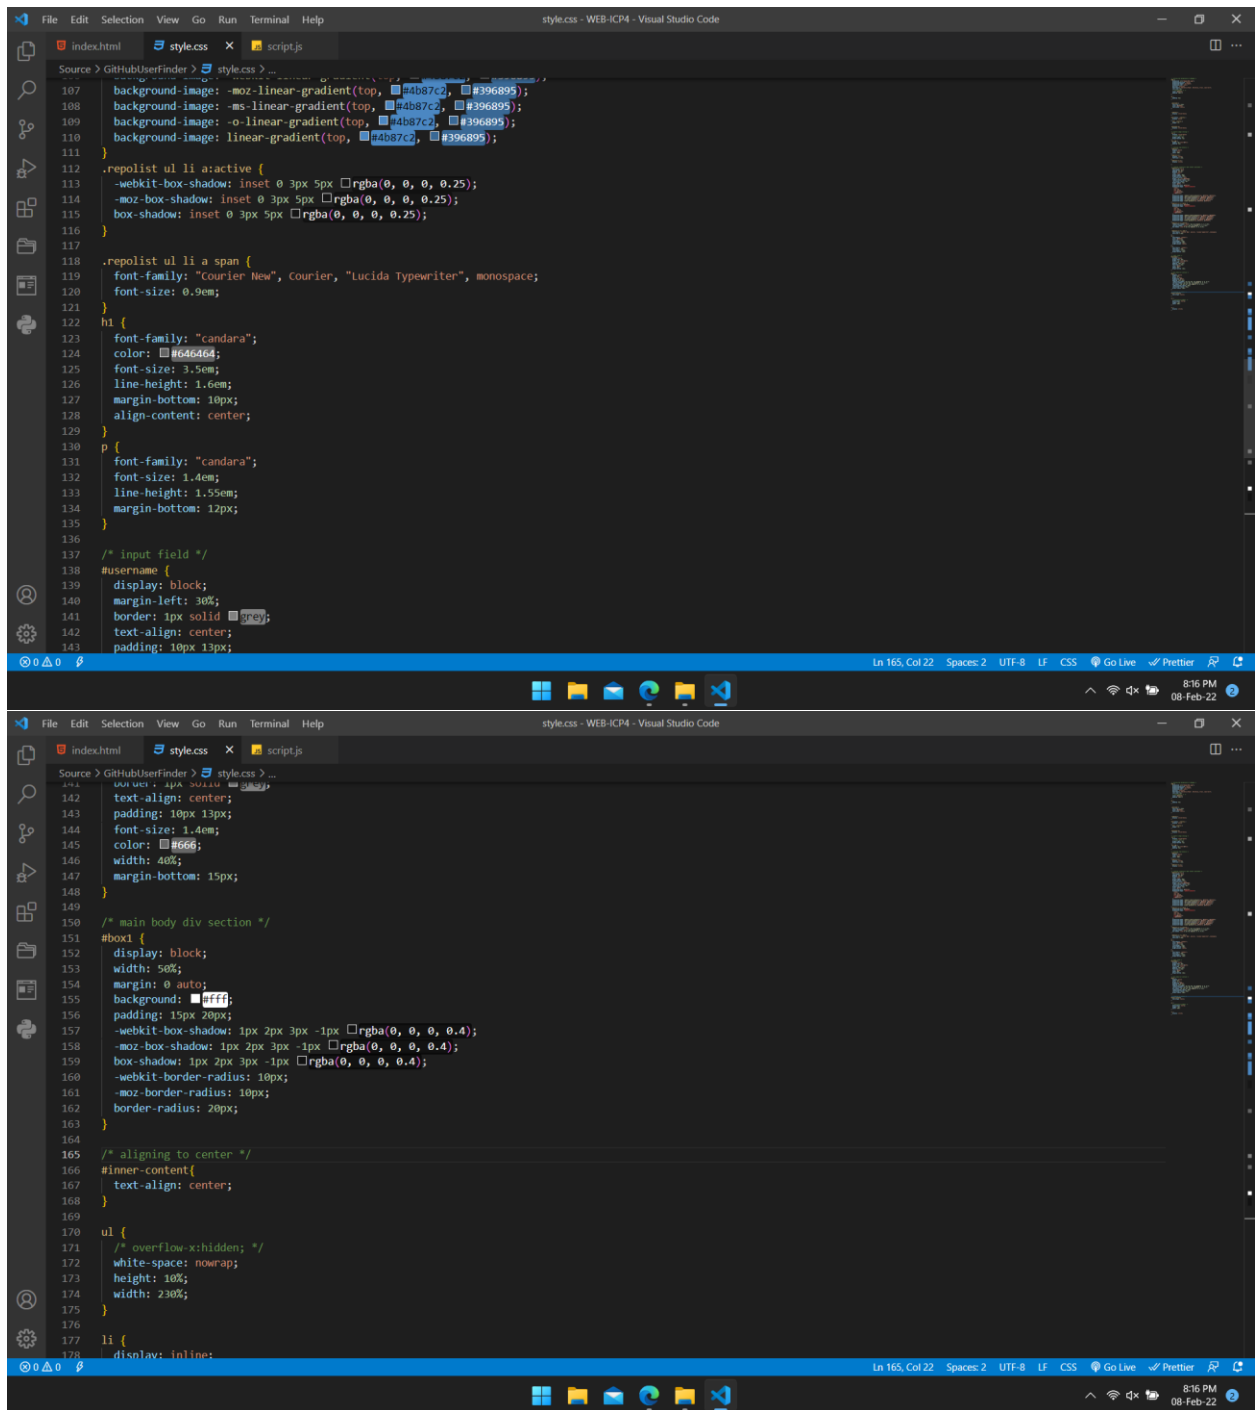 File Edit Selection View Go Run Terminal Help
style.css - WEB-ICP4 - Visual Studio Code
index.html style.css script.js
Source > GitHubUserFinder > style.css > ...
107 background-image: -moz-linear-gradient(top, #4b87c2, #396895);
108 background-image: -ms-linear-gradient(top, #4b87c2, #396895);
109 background-image: -o-linear-gradient(top, #4b87c2, #396895);
110 background-image: linear-gradient(top, #4b87c2, #396895);
111 }
112 .repolist ul li a:active {
113 -webkit-box-shadow: inset 0 3px 5px rgba(0, 0, 0, 0.25);
114 -moz-box-shadow: inset 0 3px 5px rgba(0, 0, 0, 0.25);
115 box-shadow: inset 0 3px 5px rgba(0, 0, 0, 0.25);
116 }
117
118 .repolist ul li a span {
119 font-family: "Courier New", Courier, "Lucida Typewriter", monospace;
120 font-size: 0.9em;
121 }
122 h1 {
123 font-family: "candara";
124 color: #646464;
125 font-size: 3.5em;
126 line-height: 1.6em;
127 margin-bottom: 10px;
128 align-content: center;
129 }
130 p {
131 font-family: "candara";
132 font-size: 1.4em;
133 line-height: 1.55em;
134 margin-bottom: 12px;
135 }
136
137 /* input field */
138 #username {
139 display: block;
140 margin-left: 30%;
141 border: 1px solid grey;
142 text-align: center;
143 padding: 10px 13px;
0 0 Ln 165, Col 22 Spaces: 2 UTF-8 LF CSS Go Live Prettier
8:16 PM
08-Feb-22
2
File Edit Selection View Go Run Terminal Help
style.css - WEB-ICP4 - Visual Studio Code
index.html style.css script.js
Source > GitHubUserFinder > style.css > ...
141 border: 1px solid grey;
142 text-align: center;
143 padding: 10px 13px;
144 font-size: 1.4em;
145 color: #666;
146 width: 40%;
147 margin-bottom: 15px;
148 }
149
150 /* main body div section */
151 #box1 {
152 display: block;
153 width: 50%;
154 margin: 0 auto;
155 background: #fff;
156 padding: 15px 20px;
157 -webkit-box-shadow: 1px 2px 3px -1px rgba(0, 0, 0, 0.4);
158 -moz-box-shadow: 1px 2px 3px -1px rgba(0, 0, 0, 0.4);
159 box-shadow: 1px 2px 3px -1px rgba(0, 0, 0, 0.4);
160 -webkit-border-radius: 10px;
161 -moz-border-radius: 10px;
162 border-radius: 20px;
163 }
164
165 /* aligning to center */
166 #inner-content{
167 text-align: center;
168 }
169
170 ul {
171 /* overflow-x:hidden; */
172 white-space: nowrap;
173 height: 10%;
174 width: 230%;
175 }
176
177 li {
178 display: inline;
0 0 Ln 165, Col 22 Spaces: 2 UTF-8 LF CSS Go Live Prettier
8:16 PM
08-Feb-22
2